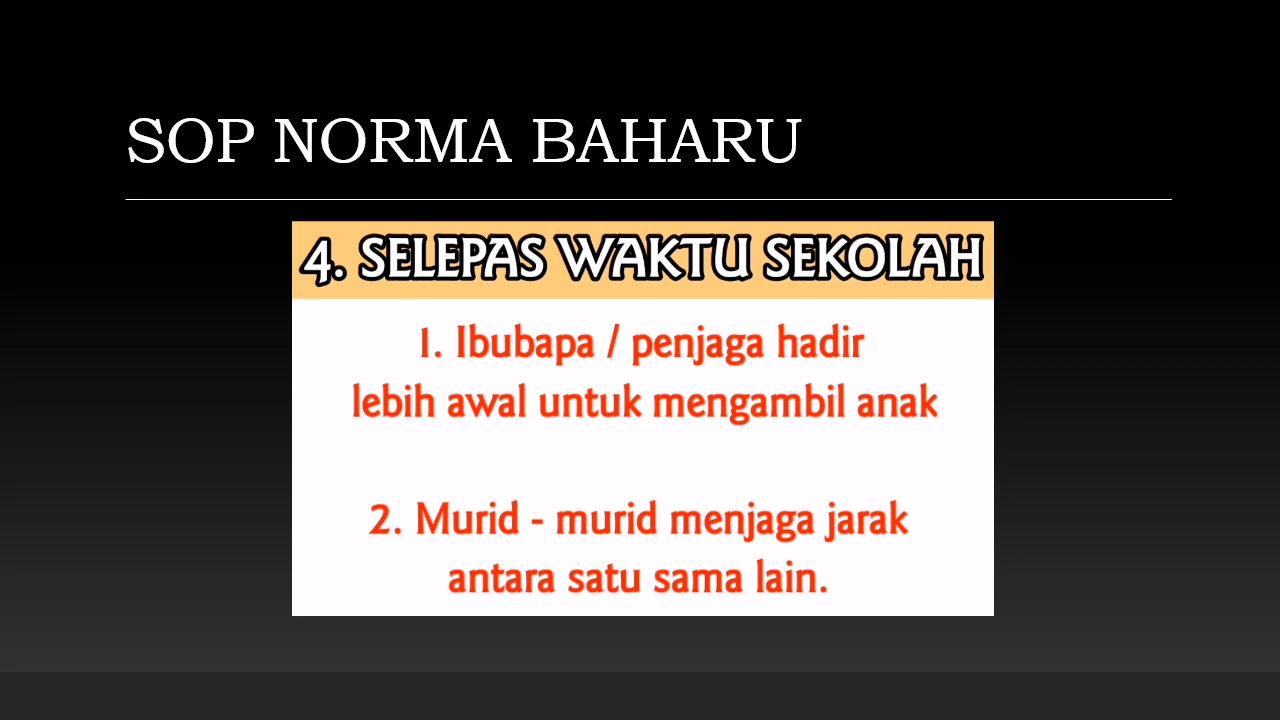 SOP NORMA BAHARU
4. SELEPAS WAKTU SEKOLAH
1. Ibubapa / penjaga hadir
lebih awal untuk mengambil anak
2. Murid - murid menjaga jarak
antara satu sama lain.